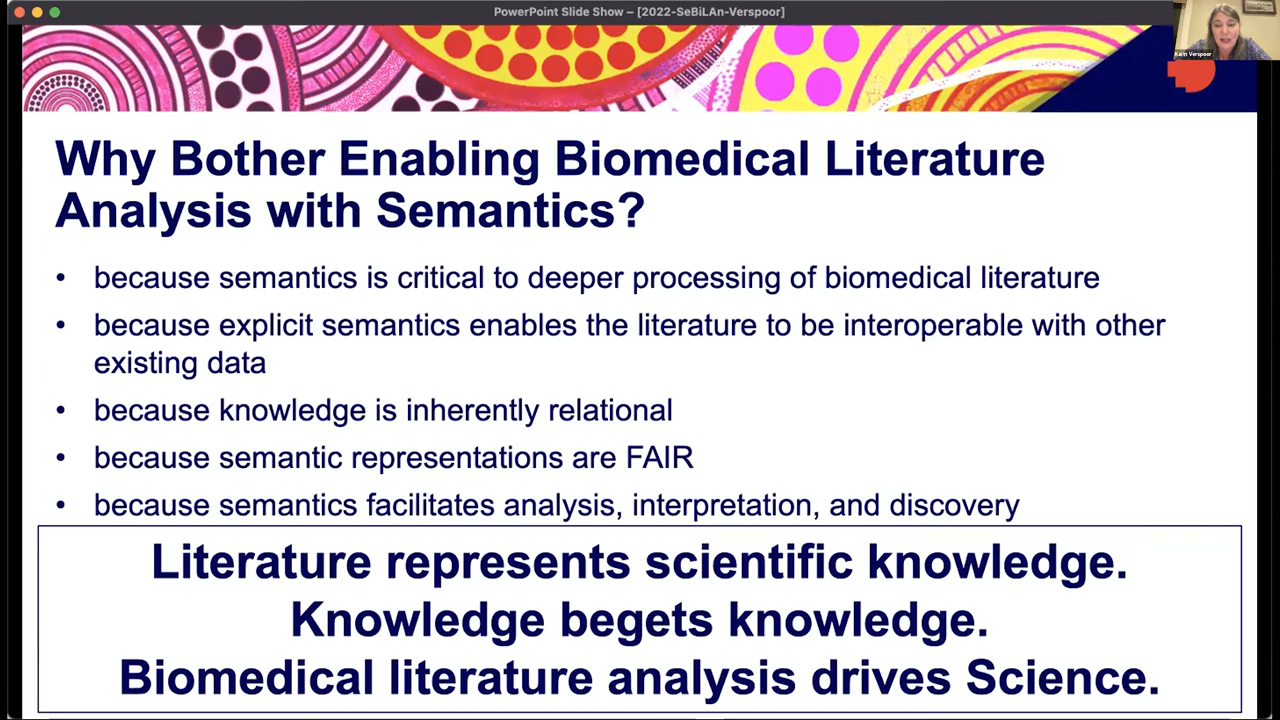 PowerPoint Slide Show – [2022-SeBiLAn-Verspoor]
Karin Verspoor
Why Bother Enabling Biomedical Literature
Analysis with Semantics?
• because semantics is critical to deeper processing of biomedical literature
• because explicit semantics enables the literature to be interoperable with other
existing data
• because knowledge is inherently relational
• because semantic representations are FAIR
• because semantics facilitates analysis, interpretation, and discovery
Literature represents scientific knowledge.
Knowledge begets knowledge.
Biomedical literature analysis drives Science.